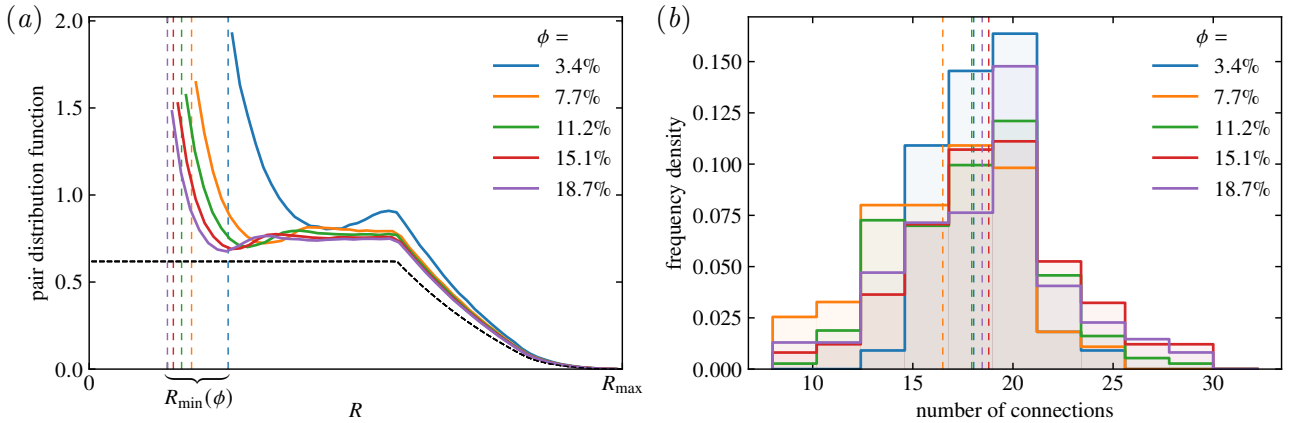 (a)
2.0
1.5
1.0
0.5
0.0
pair distribution function
ϕ =
3.4%
7.7%
11.2%
15.1%
18.7%
0
R_min(ϕ)
R
R_max
(b)
0.150
0.125
0.100
0.075
0.050
0.025
0.000
frequency density
ϕ =
3.4%
7.7%
11.2%
15.1%
18.7%
10
15
20
25
30
number of connections